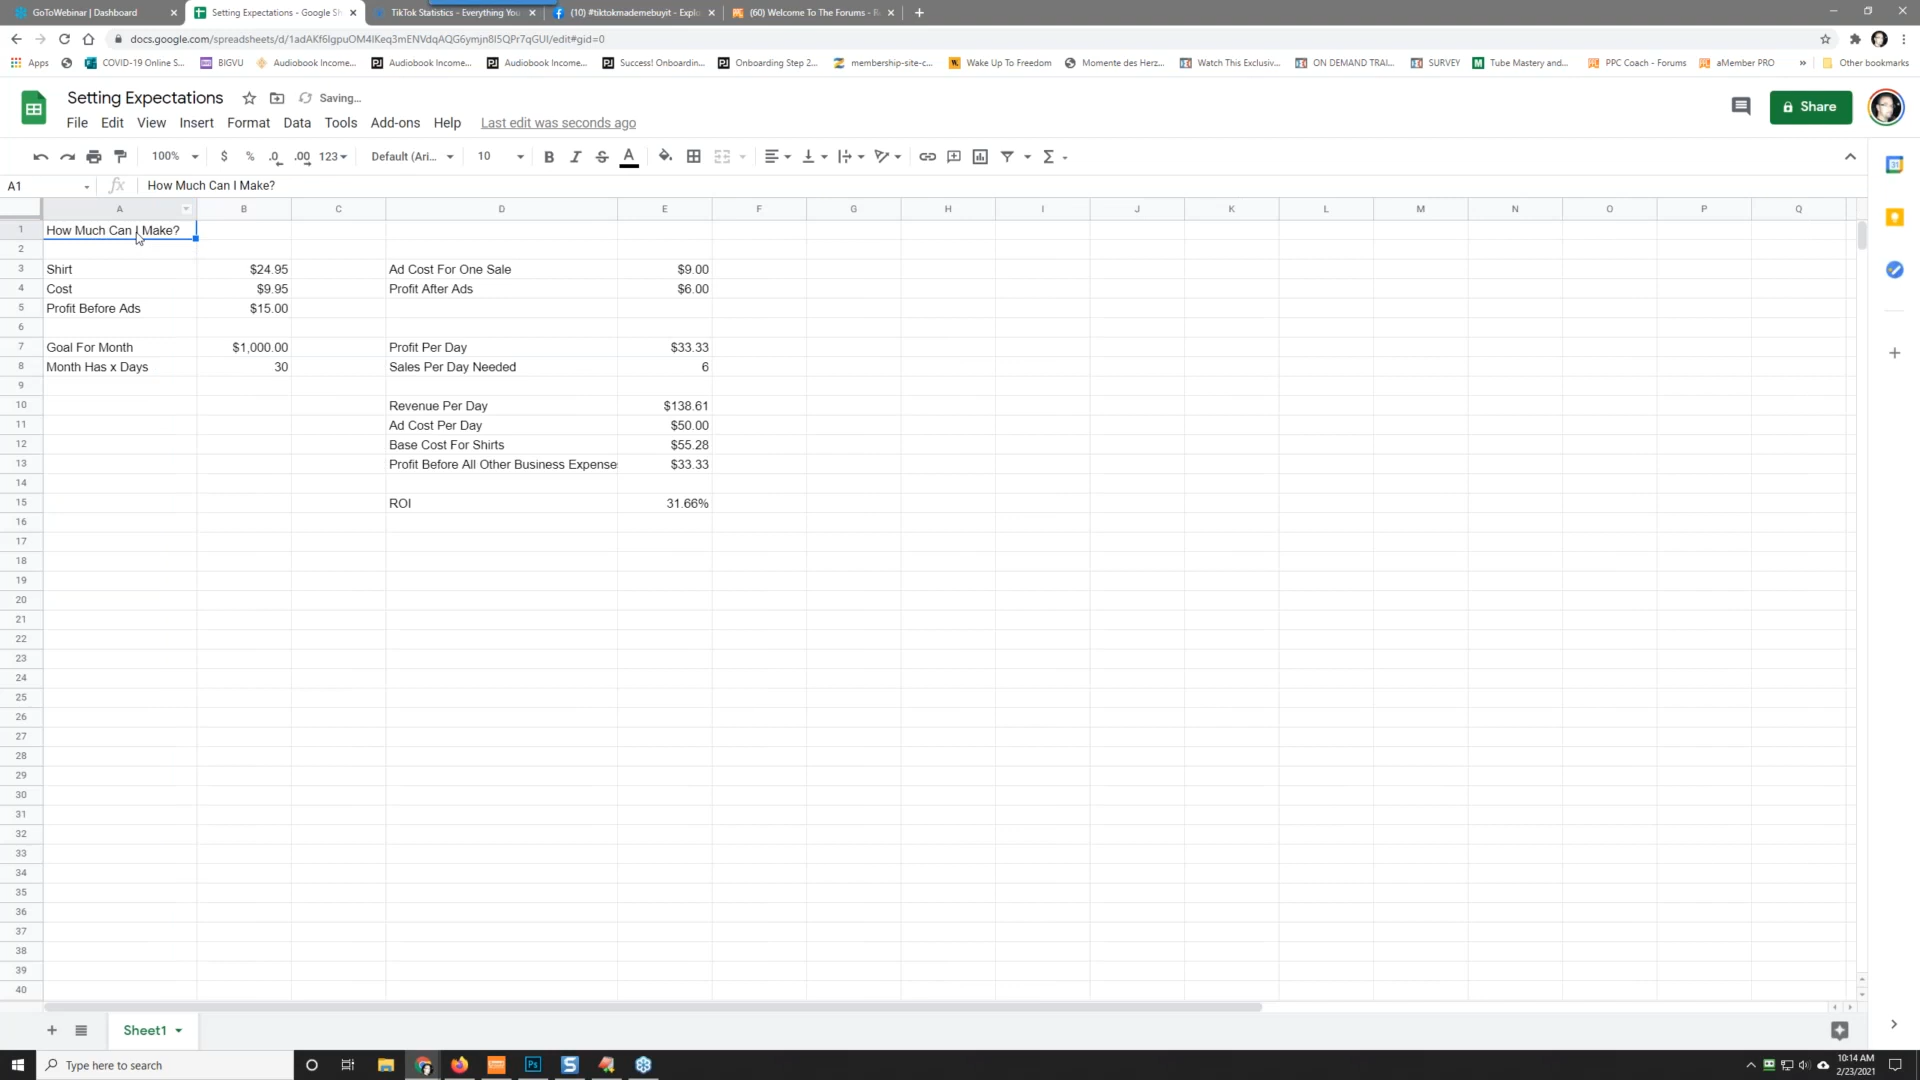 GoToWebinar | Dashboard
Setting Expectations - Google Sh
TikTok Statistics - Everything You
(10) #tiktokmademebuyit - Explo
(60) Welcome To The Forums - R
docs.google.com/spreadsheets/d/1adAKf6IgpuOM4IKeq3mENVdqAQG6ymjn8I5QPr7qGUI/edit#gid=0
Apps
COVID-19 Online S...
BIGVU
Audiobook Income...
Audiobook Income...
Audiobook Income...
Success! Onboardin...
Onboarding Step 2...
membership-site-c...
Wake Up To Freedom
Momente des Herz...
Watch This Exclusiv...
ON DEMAND TRAI...
SURVEY
Tube Mastery and...
PPC Coach - Forums
aMember PRO
»
Other bookmarks
Setting Expectations
Saving...
Share
File Edit View Insert Format Data Tools Add-ons Help Last edit was seconds ago
100% $ % .0 .00 123 Default (Ari... 10 B I S A Σ
A1 fx How Much Can I Make?
A B C D E F G H I J K L M N O P Q
1 How Much Can I Make?
2
3 Shirt $24.95 Ad Cost For One Sale $9.00
4 Cost $9.95 Profit After Ads $6.00
5 Profit Before Ads $15.00
6
7 Goal For Month $1,000.00 Profit Per Day $33.33
8 Month Has x Days 30 Sales Per Day Needed 6
9
10 Revenue Per Day $138.61
11 Ad Cost Per Day $50.00
12 Base Cost For Shirts $55.28
13 Profit Before All Other Business Expense $33.33
14
15 ROI 31.66%
16
17
18
19
20
21
22
23
24
25
26
27
28
29
30
31
32
33
34
35
36
37
38
39
40
Sheet1
Type here to search
Ps
S
10:14 AM
2/23/2021